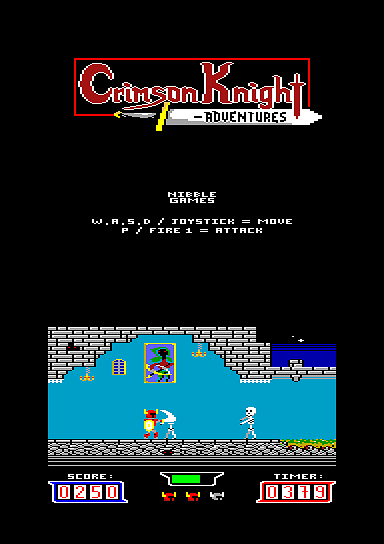 Crimson Knight
-ADVENTURES
NIBBLE
GAMES
W,A,S,D / JOYSTICK = MOVE
P / FIRE 1 = ATTACK
SCORE:
TIMER:
0250
0379